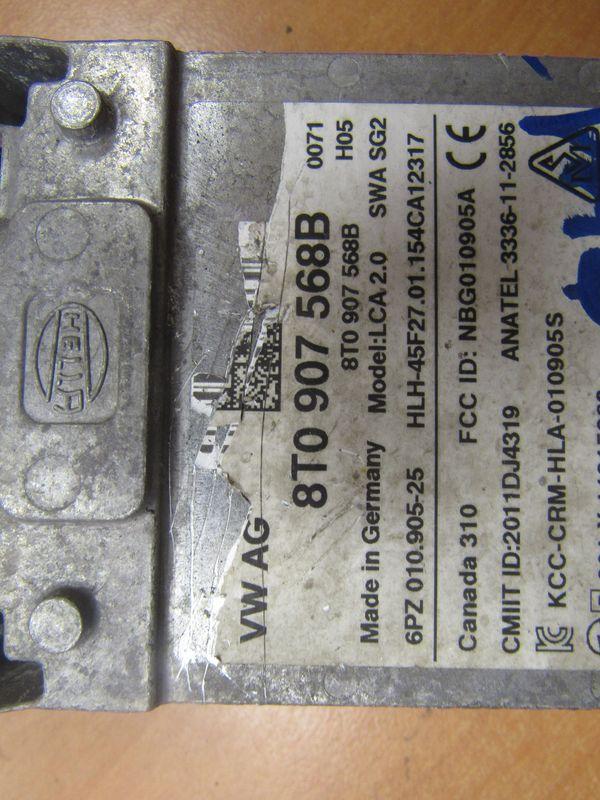 HELLA
VW AG
8T0 907 568B
0071
8T0 907 568B
H05
Made in Germany
Model:LCA 2.0
SWA SG2
6PZ 010.905-25
HLH-45F27.01.154CA12317
Canada 310
FCC ID: NBG010905A
CE
CMIIT ID:2011DJ4319
ANATEL-3336-11-2856
KCC-CRM-HLA-010905S